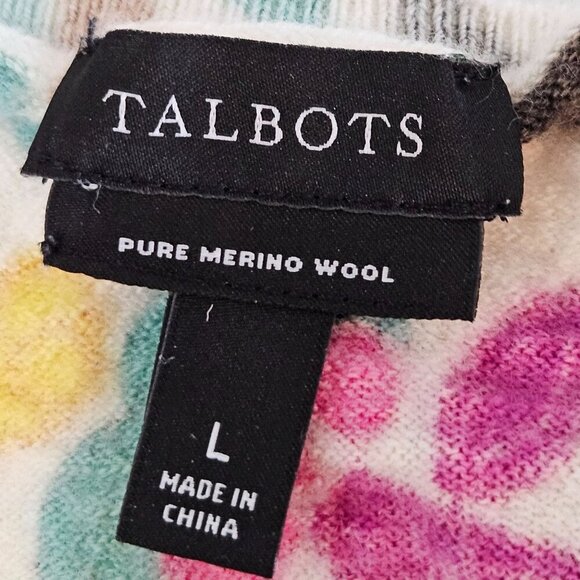 TALBOTS
PURE MERINO WOOL
L
MADE IN
CHINA